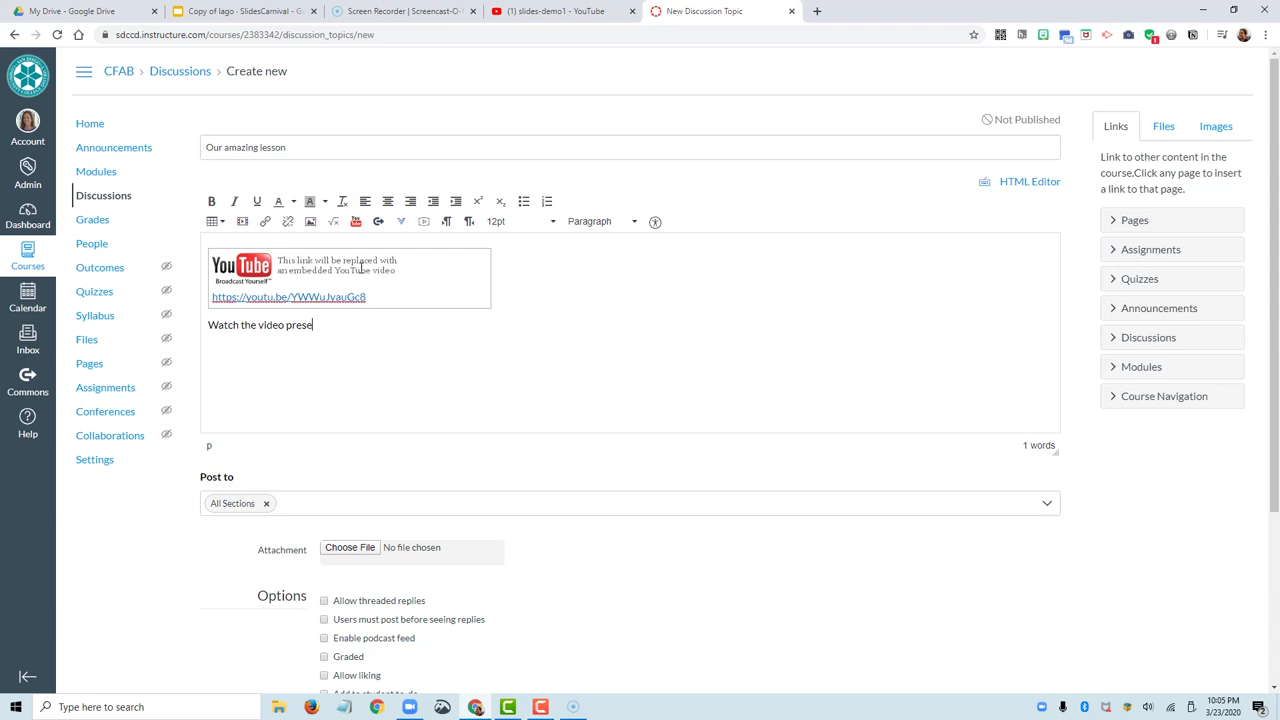 My Drive - Google Drive
Copy of Iago · SlidesCarnival - G
Screen Recorder | Screencast-O
(1) slides-demo1 - YouTube
New Discussion Topic
sdccd.instructure.com/courses/2383342/discussion_topics/new
CFAB › Discussions › Create new
Account
Admin
Dashboard
Courses
Calendar
Inbox
Commons
Help
Home
Announcements
Modules
Discussions
Grades
People
Outcomes
Quizzes
Syllabus
Files
Pages
Assignments
Conferences
Collaborations
Settings
Not Published
Our amazing lesson
HTML Editor
12pt
Paragraph
YouTube
Broadcast Yourself™
This link will be replaced with
an embedded YouTube video
https://youtu.be/YWWuJyauGc8
Watch the video prese
p
1 words
Post to
All Sections
Attachment
Choose File No file chosen
Options
Allow threaded replies
Users must post before seeing replies
Enable podcast feed
Graded
Allow liking
Add to student to-do
Links
Files
Images
Link to other content in the
course.Click any page to insert
a link to that page.
Pages
Assignments
Quizzes
Announcements
Discussions
Modules
Course Navigation
Type here to search
10:05 PM
3/23/2020